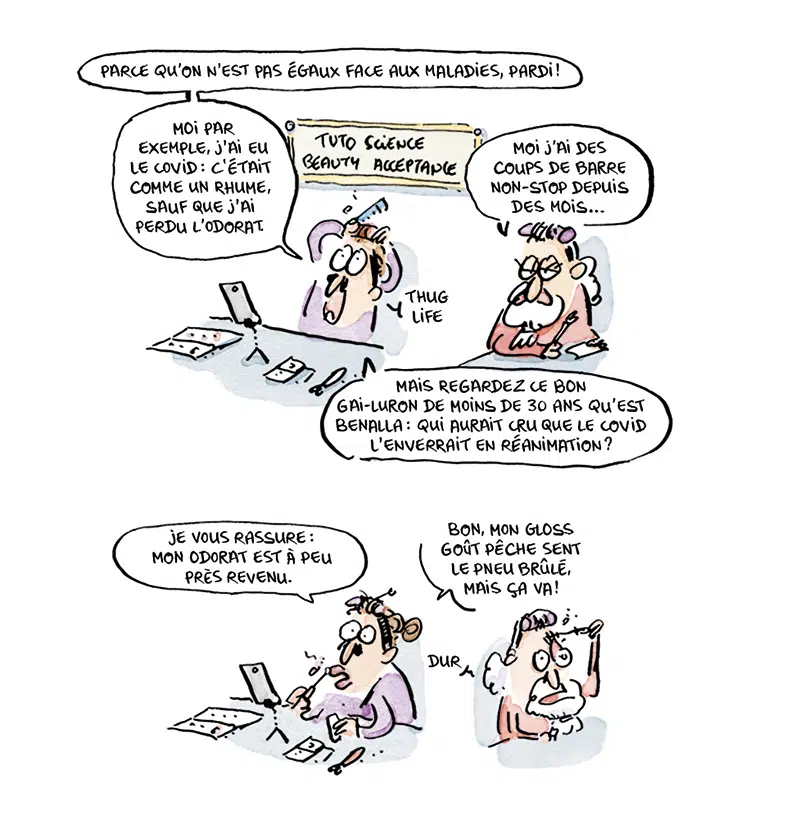 PARCE QU'ON N'EST PAS ÉGAUX FACE AUX MALADIES, PARDI !
MOI PAR
EXEMPLE, J'AI EU
LE COVID : C'ÉTAIT
COMME UN RHUME,
SAUF QUE J'AI
PERDU L'ODORAT.
TUTO SCIENCE
BEAUTY ACCEPTANCE
MOI J'AI DES
COUPS DE BARRE
NON-STOP DEPUIS
DES MOIS...
THUG
LIFE
MAIS REGARDEZ CE BON
GAI-LURON DE MOINS DE 30 ANS QU'EST
BENALLA : QUI AURAIT CRU QUE LE COVID
L'ENVERRAIT EN RÉANIMATION ?
JE VOUS RASSURE :
MON ODORAT EST À PEU
PRÈS REVENU.
BON, MON GLOSS
GOÛT PÊCHE SENT
LE PNEU BRÛLÉ,
MAIS ÇA VA !
DUR